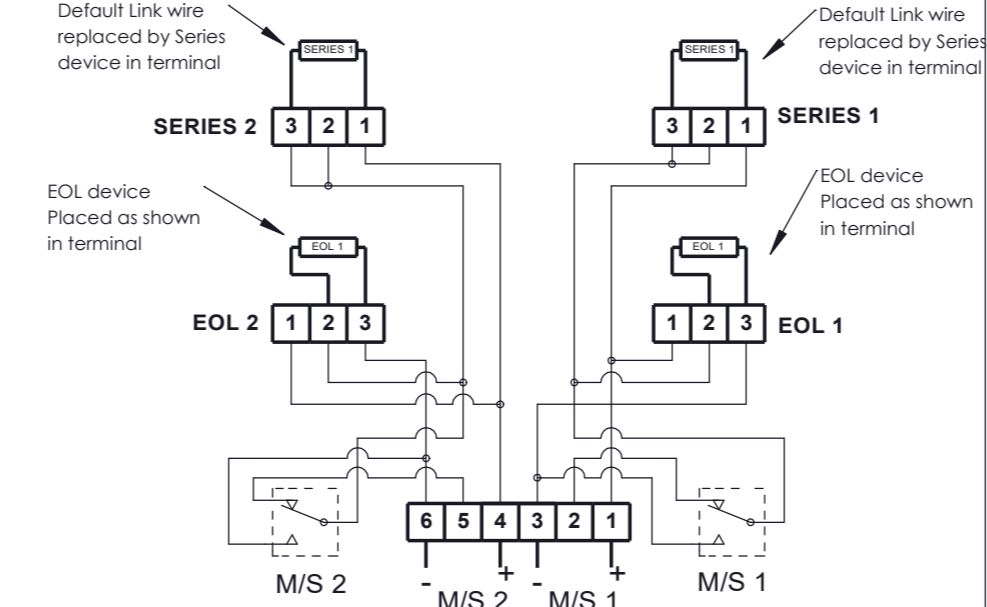 Default Link wire
replaced by Series
device in terminal
SERIES 1
SERIES 2
3 2 1
Default Link wire
replaced by Series
device in terminal
SERIES 1
3 2 1
SERIES 1
EOL device
Placed as shown
in terminal
EOL 1
EOL 2
1 2 3
EOL device
Placed as shown
in terminal
EOL 1
1 2 3
EOL 1
6 5 4 3 2 1
- + - +
M/S 2
M/S 2
M/S 1
M/S 1